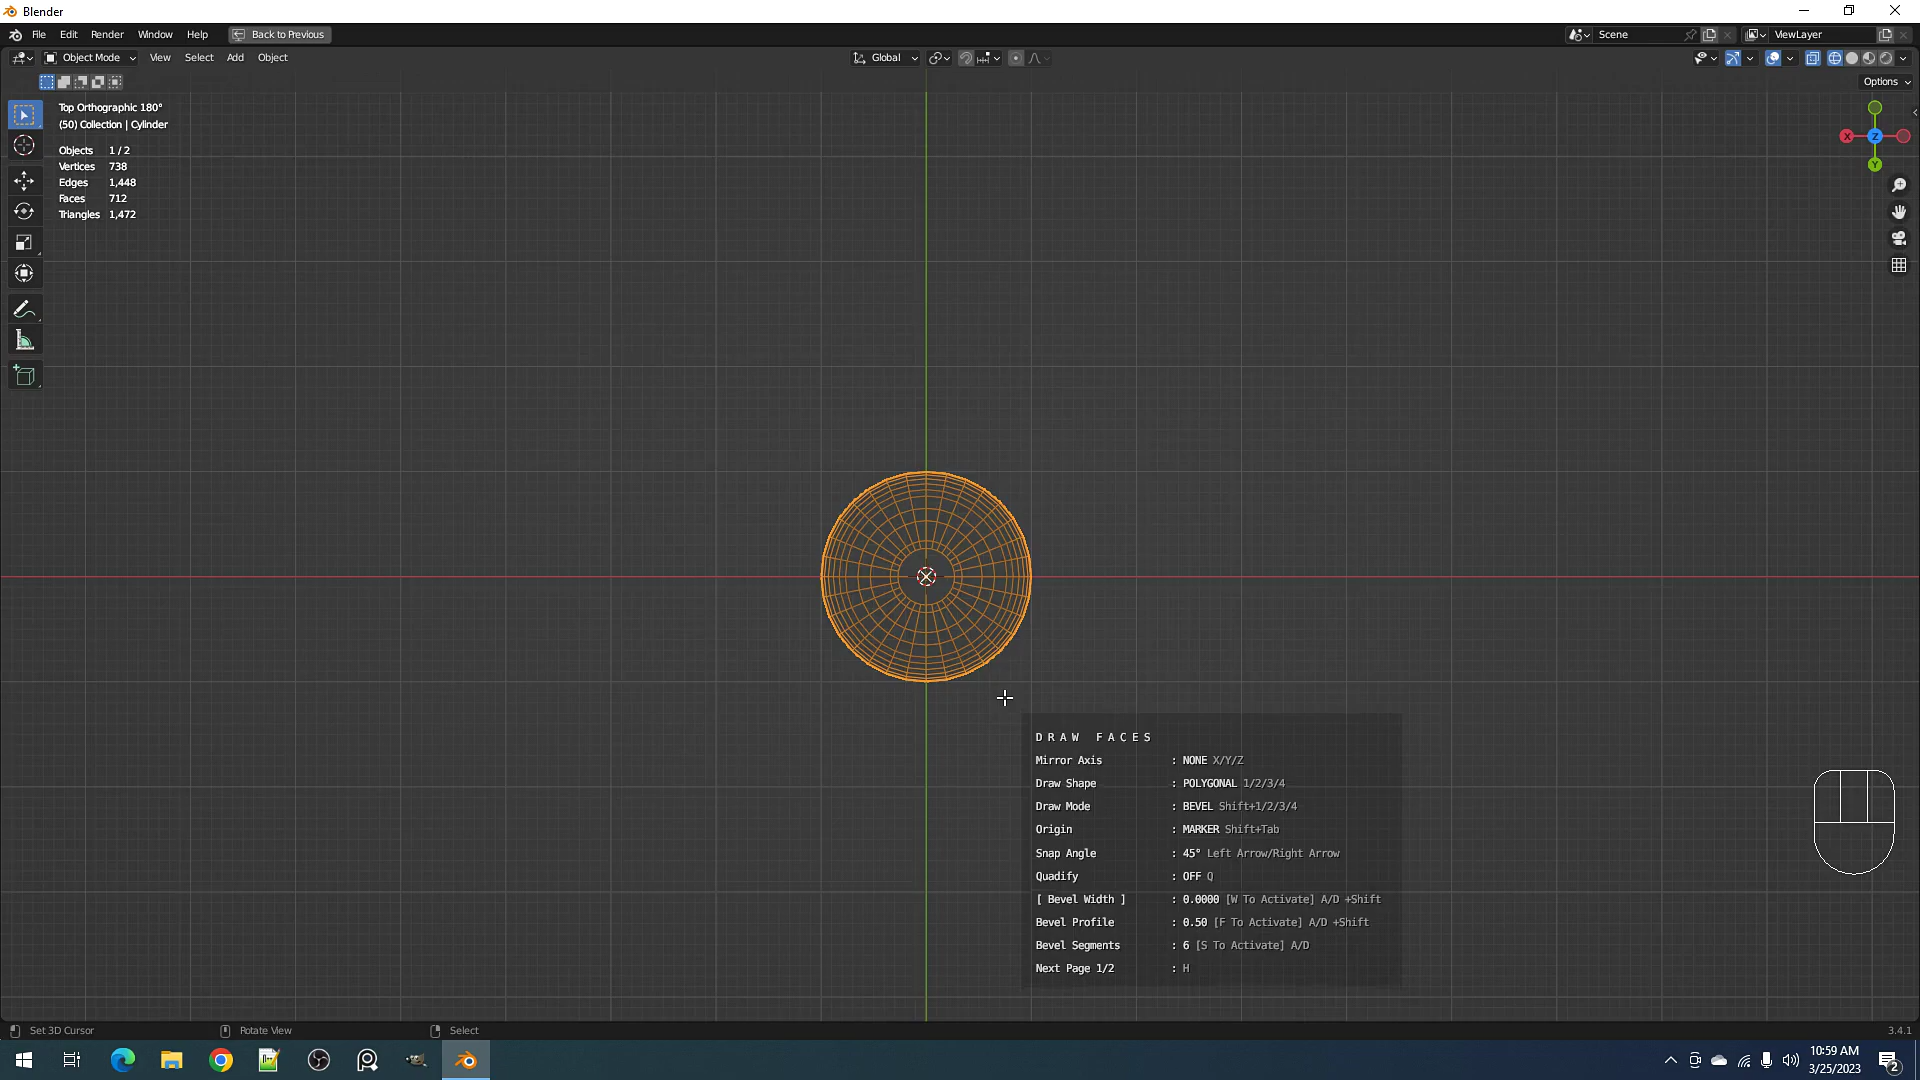 Blender
File Edit Render Window Help Back to Previous Scene ViewLayer
Object Mode View Select Add Object Global
Options
Top Orthographic 180°
(50) Collection | Cylinder
Objects 1 / 2
Vertices 738
Edges 1,448
Faces 712
Triangles 1,472
X Z
Y
DRAW FACES
Mirror Axis : NONE X/Y/Z
Draw Shape : POLYGONAL 1/2/3/4
Draw Mode : BEVEL Shift+1/2/3/4
Origin : MARKER Shift+Tab
Snap Angle : 45° Left Arrow/Right Arrow
Quadify : OFF Q
[ Bevel Width ] : 0.0000 [W To Activate] A/D +Shift
Bevel Profile : 0.50 [F To Activate] A/D +Shift
Bevel Segments : 6 [S To Activate] A/D
Next Page 1/2 : H
Set 3D Cursor Rotate View Select 3.4.1
10:59 AM
3/25/2023
2